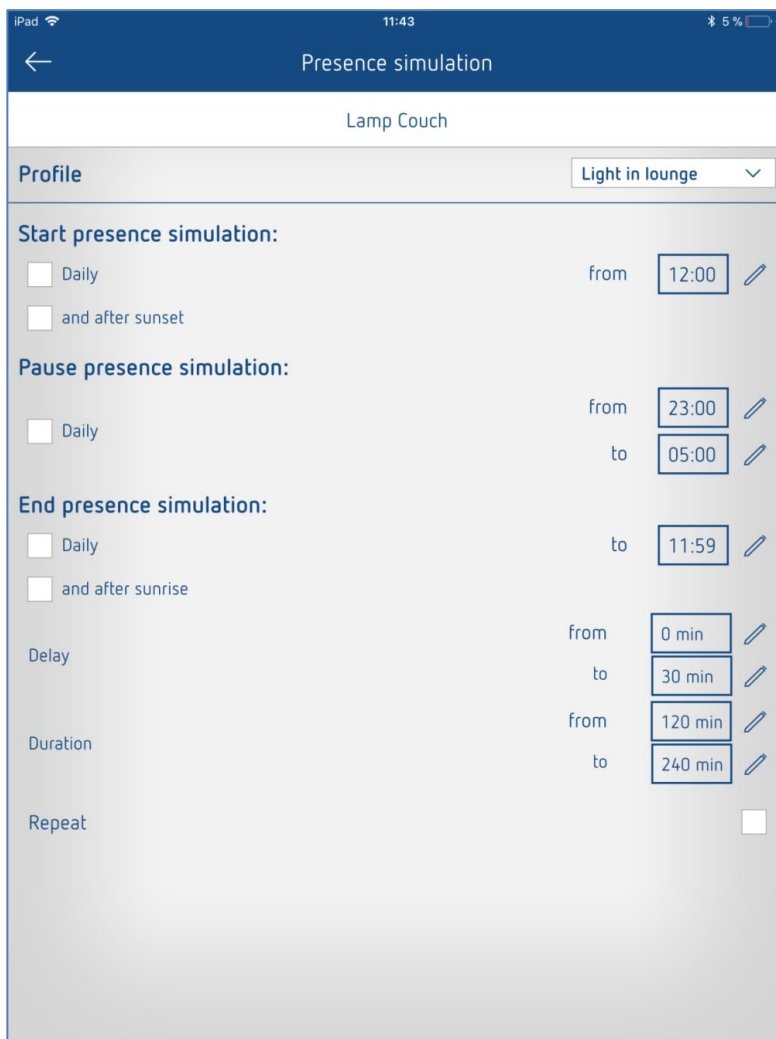 iPad 11:43 5 %
Presence simulation
Lamp Couch
Profile Light in lounge
Start presence simulation:
Daily from 12:00
and after sunset
Pause presence simulation:
from 23:00
Daily
to 05:00
End presence simulation:
Daily to 11:59
and after sunrise
from 0 min
Delay
to 30 min
from 120 min
Duration
to 240 min
Repeat